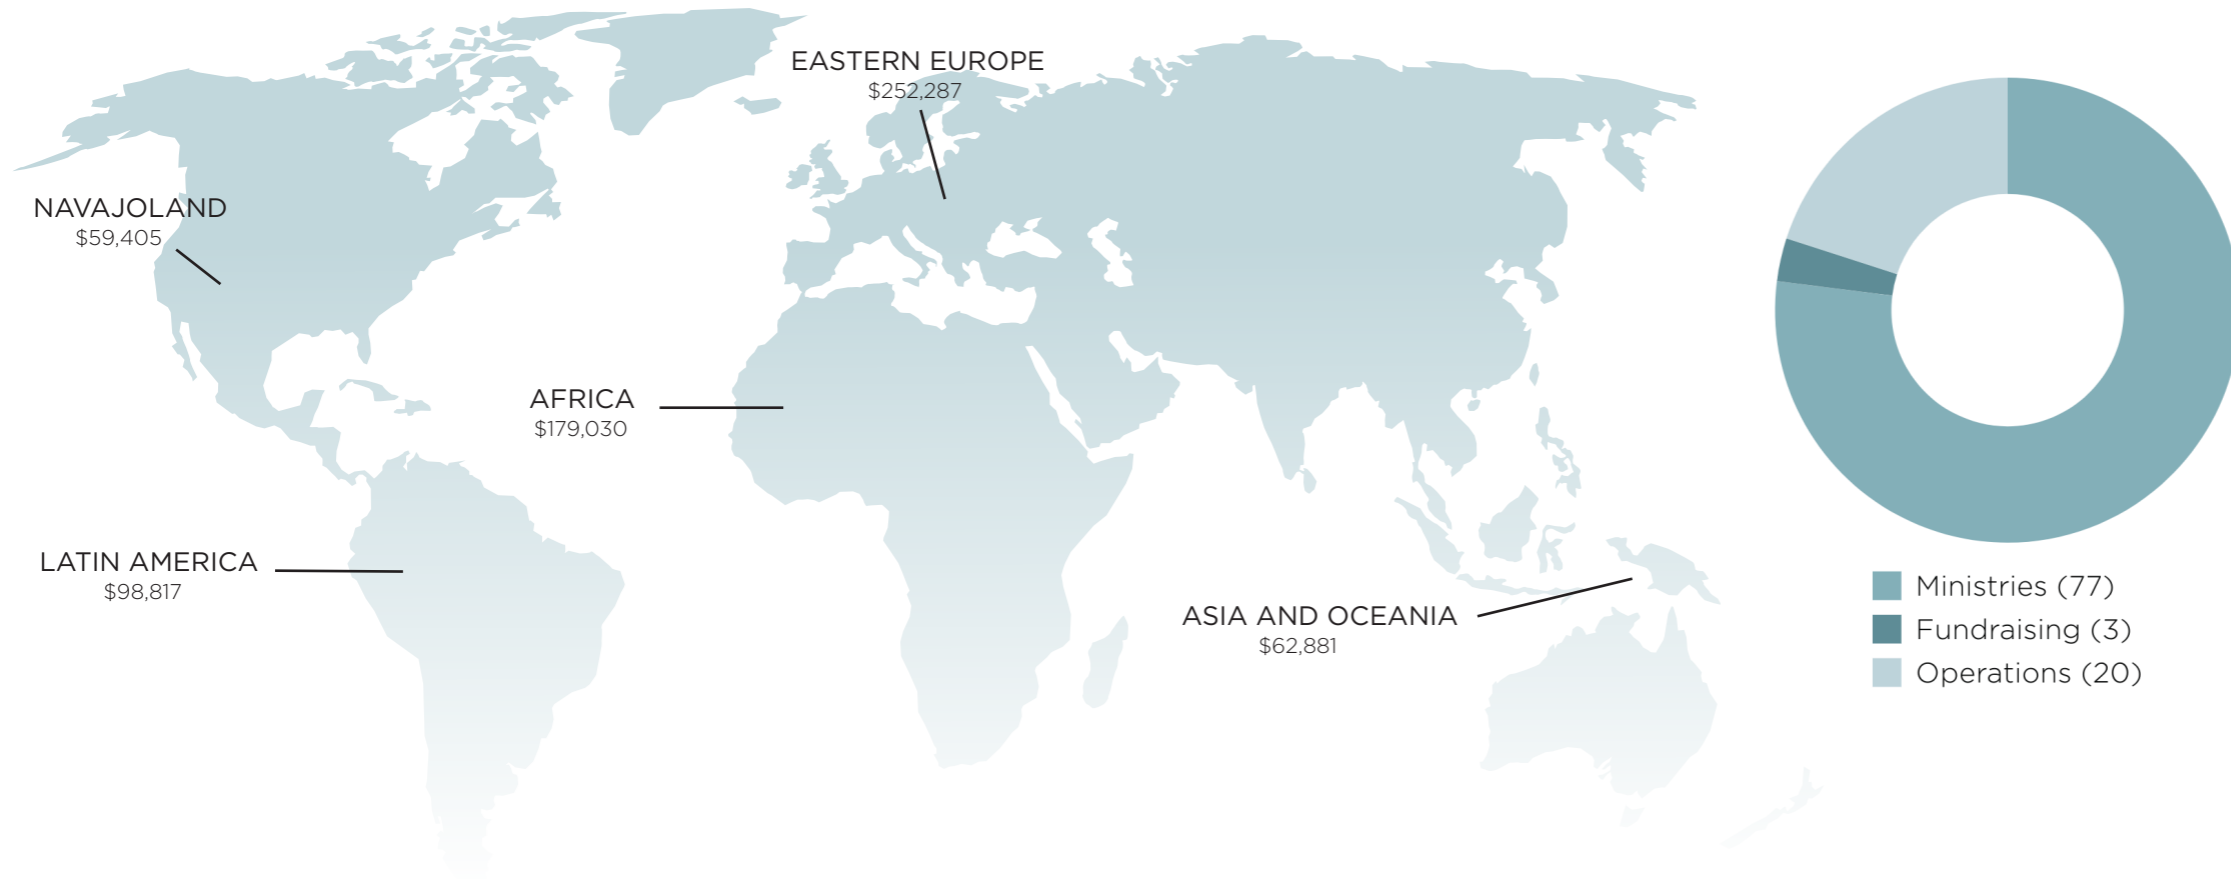 EASTERN EUROPE
$252,287
NAVAJOLAND
$59,405
AFRICA
$179,030
LATIN AMERICA
$98,817
ASIA AND OCEANIA
$62,881
Ministries (77)
Fundraising (3)
Operations (20)